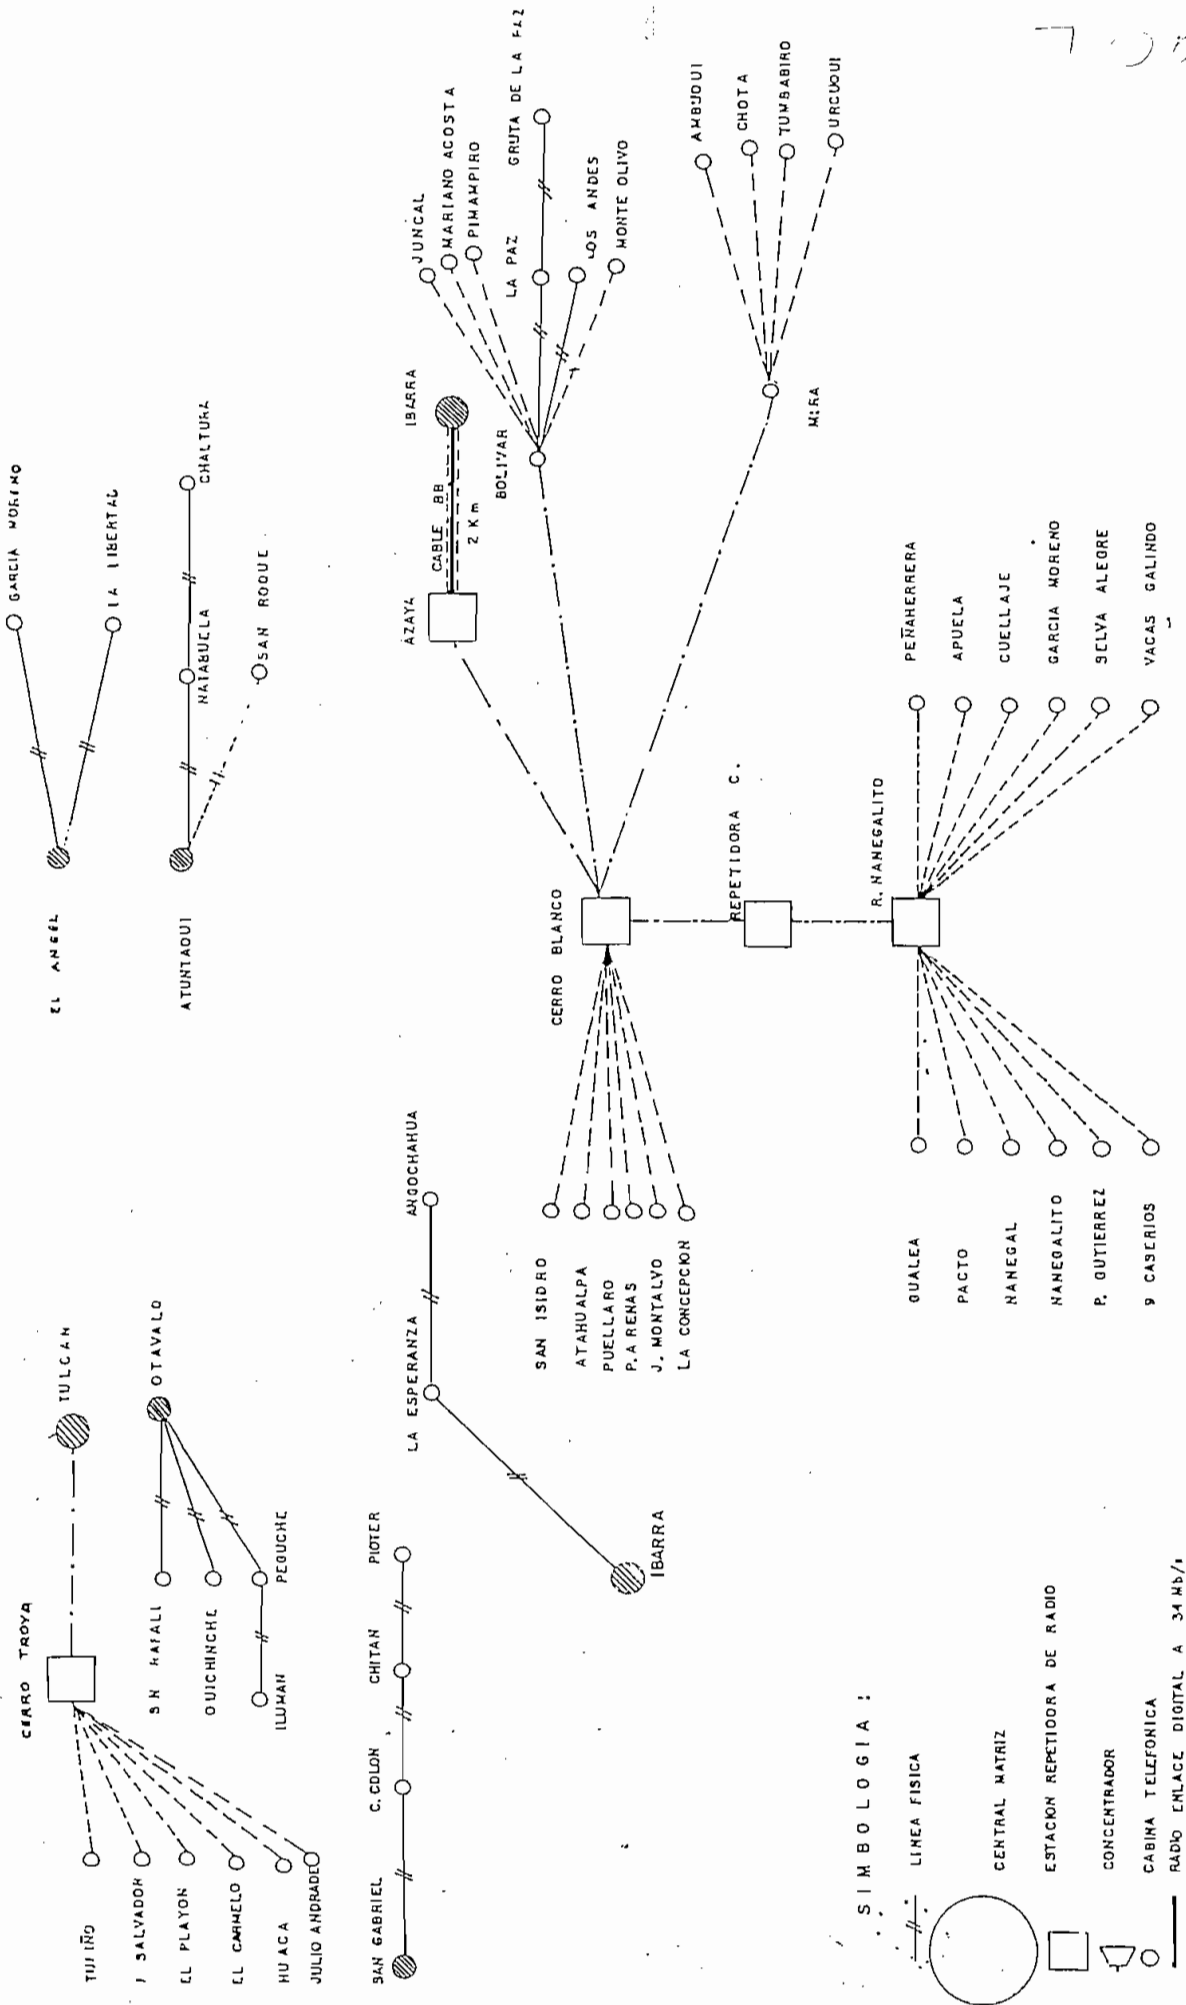 CERRO TROYA
TULCAN
TUFIÑO
J SALVADOR
EL PLAYON
EL CARMELO
HUACA
JULIO ANDRADE
OTAVALO
SN RAFALL
QUICHINCHE
PEGUCHE
ILUMAN
SAN GABRIEL
C. COLON
CHITAN
PIOTER
LA ESPERANZA
ANGOCHAHUA
IBARRA
EL ANGEL
GARCIA MORENO
LA LIBERTAD
ATUNTAQUI
NATABUELA
CHALTURA
SAN ROQUE
AZAYA
CABLE BB
2 Km
IBARRA
BOLIVAR
JUNCAL
MARIANO ACOSTA
PIMAMPIRO
LA PAZ
GRUTA DE LA PAZ
LOS ANDES
MONTE OLIVO
MIRA
AMBUQUI
CHOTA
TUMBABIRO
URCUQUI
CERRO BLANCO
SAN ISIDRO
ATAHUALPA
PUELLARO
P. ARENAS
J. MONTALVO
LA CONCEPCION
REPETIDORA C.
R. NANEGALITO
GUALEA
PACTO
NANEGAL
NANEGALITO
P. GUTIERREZ
9 CASERIOS
PEÑAHERRERA
APUELA
CUELLAJE
GARCIA MORENO
SELVA ALEGRE
VACAS GALINDO
SIMBOLOGIA :
LINEA FISICA
CENTRAL MATRIZ
ESTACION REPETIDORA DE RADIO
CONCENTRADOR
CABINA TELEFONICA
RADIO ENLACE DIGITAL A 34 Mb/s